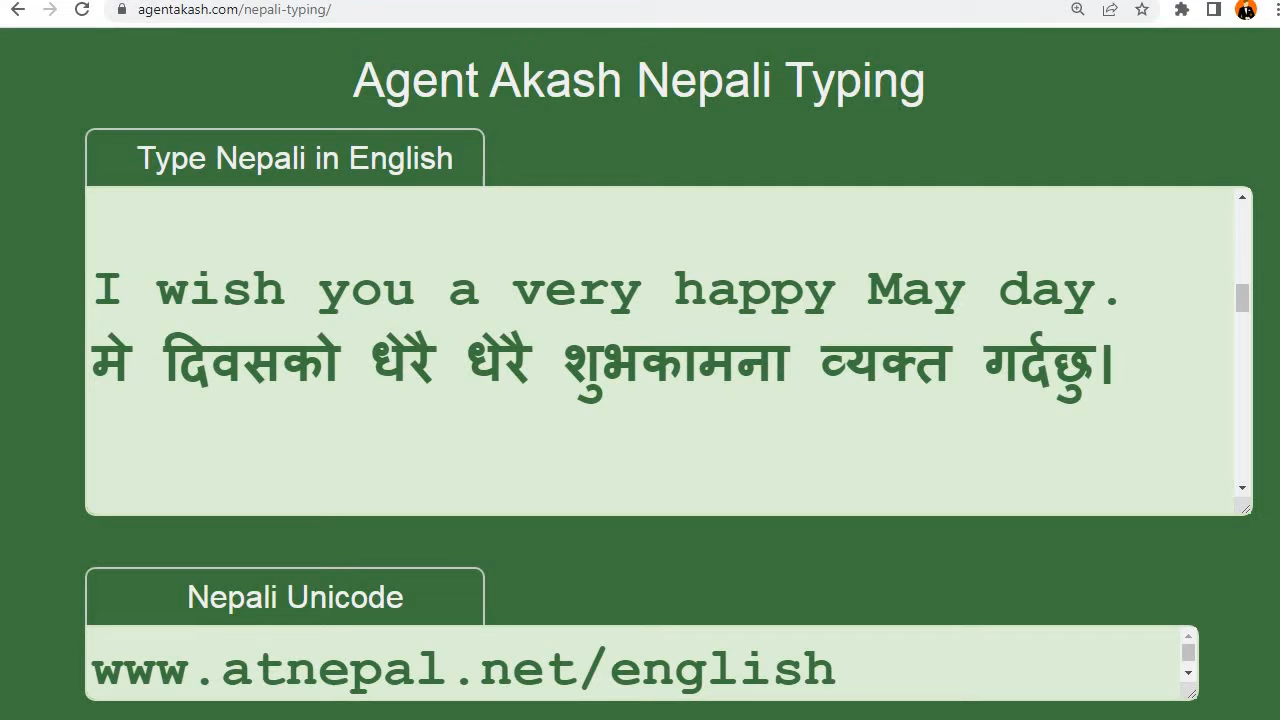 agentakash.com/nepali-typing/
Agent Akash Nepali Typing
Type Nepali in English
I wish you a very happy May day.
मे दिवसको धेरै धेरै शुभकामना व्यक्त गर्दछु।
Nepali Unicode
www.atnepal.net/english